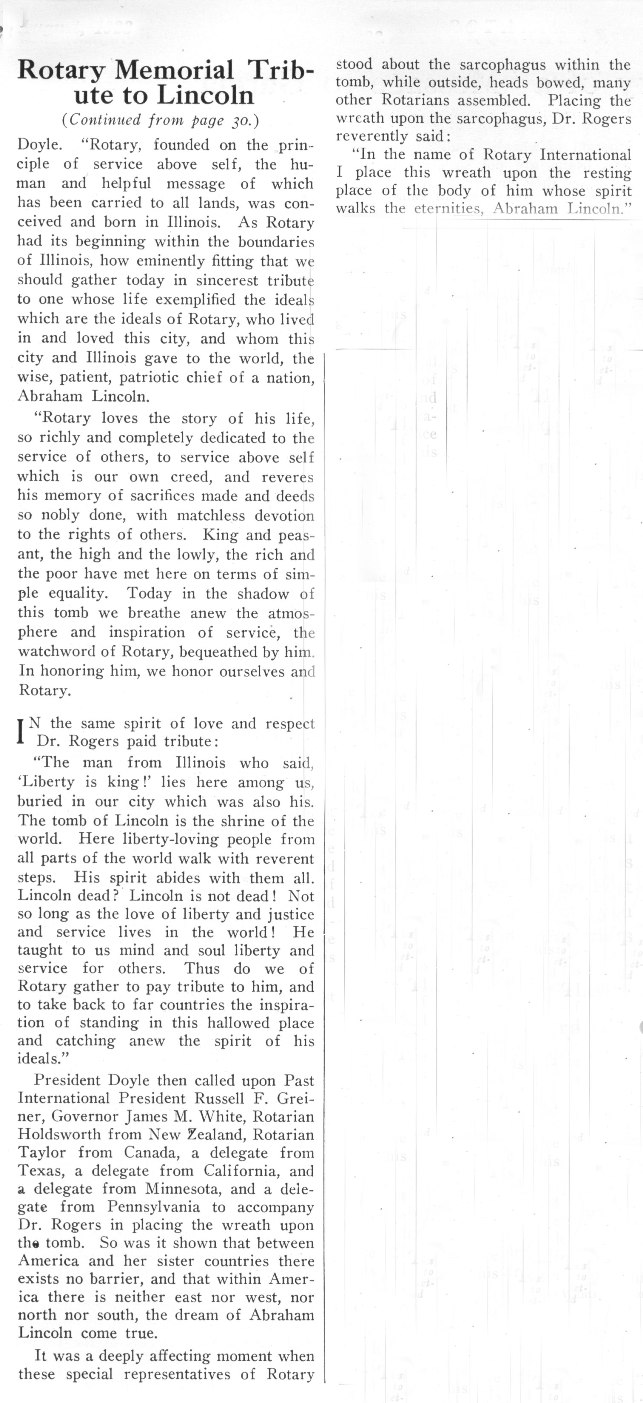 Rotary Memorial Trib-
ute to Lincoln
(Continued from page 30.)
Doyle. “Rotary, founded on the prin-
ciple of service above self, the hu-
man and helpful message of which
has been carried to all lands, was con-
ceived and born in Illinois. As Rotary
had its beginning within the boundaries
of Illinois, how eminently fitting that we
should gather today in sincerest tribute
to one whose life exemplified the ideals
which are the ideals of Rotary, who lived
in and loved this city, and whom this
city and Illinois gave to the world, the
wise, patient, patriotic chief of a nation,
Abraham Lincoln.
“Rotary loves the story of his life,
so richly and completely dedicated to the
service of others, to service above self
which is our own creed, and reveres
his memory of sacrifices made and deeds
so nobly done, with matchless devotion
to the rights of others. King and peas-
ant, the high and the lowly, the rich and
the poor have met here on terms of sim-
ple equality. Today in the shadow of
this tomb we breathe anew the atmos-
phere and inspiration of service, the
watchword of Rotary, bequeathed by him.
In honoring him, we honor ourselves and
Rotary.
IN the same spirit of love and respect
Dr. Rogers paid tribute:
“The man from Illinois who said,
‘Liberty is king!’ lies here among us,
buried in our city which was also his.
The tomb of Lincoln is the shrine of the
world. Here liberty-loving people from
all parts of the world walk with reverent
steps. His spirit abides with them all.
Lincoln dead? Lincoln is not dead! Not
so long as the love of liberty and justice
and service lives in the world! He
taught to us mind and soul liberty and
service for others. Thus do we of
Rotary gather to pay tribute to him, and
to take back to far countries the inspira-
tion of standing in this hallowed place
and catching anew the spirit of his
ideals.”
President Doyle then called upon Past
International President Russell F. Grei-
ner, Governor James M. White, Rotarian
Holdsworth from New Zealand, Rotarian
Taylor from Canada, a delegate from
Texas, a delegate from California, and
a delegate from Minnesota, and a dele-
gate from Pennsylvania to accompany
Dr. Rogers in placing the wreath upon
the tomb. So was it shown that between
America and her sister countries there
exists no barrier, and that within Amer-
ica there is neither east nor west, nor
north nor south, the dream of Abraham
Lincoln come true.
It was a deeply affecting moment when
these special representatives of Rotary
stood about the sarcophagus within the
tomb, while outside, heads bowed, many
other Rotarians assembled. Placing the
wreath upon the sarcophagus, Dr. Rogers
reverently said:
“In the name of Rotary International
I place this wreath upon the resting
place of the body of him whose spirit
walks the eternities, Abraham Lincoln.”